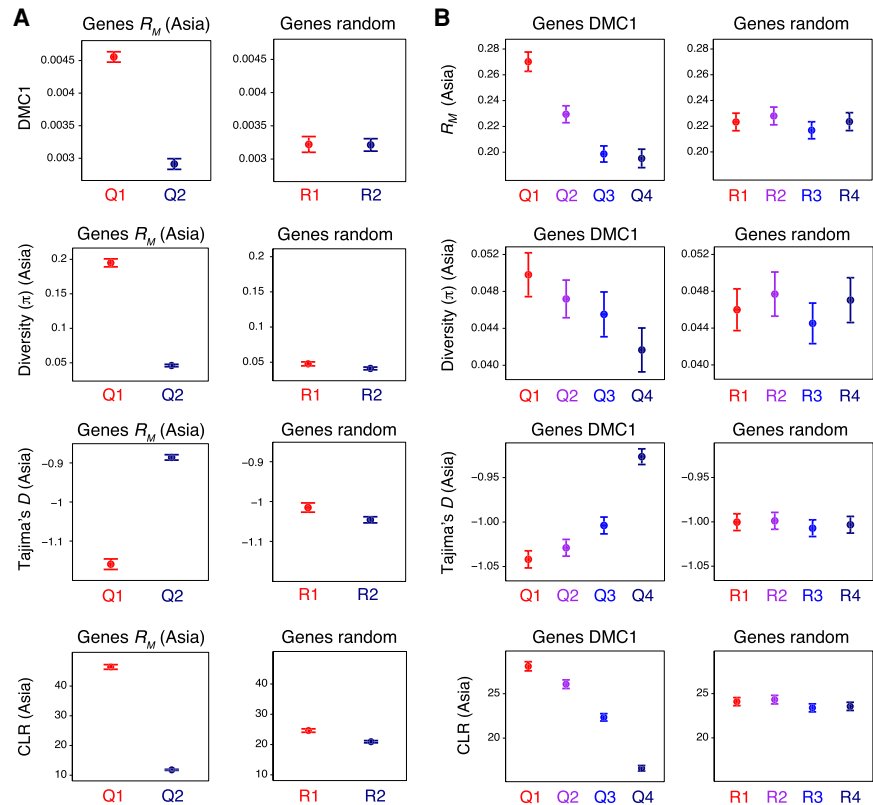 A
Genes R_M (Asia)
Genes random
DMC1
0.0045
0.004
0.0035
0.003
Q1 Q2
0.0045
0.004
0.0035
0.003
R1 R2
Genes R_M (Asia)
Genes random
Diversity (π) (Asia)
0.2
0.15
0.1
0.05
Q1 Q2
0.2
0.15
0.1
0.05
R1 R2
Genes R_M (Asia)
Genes random
Tajima's D (Asia)
−0.9
−1
−1.1
Q1 Q2
−0.9
−1
−1.1
R1 R2
Genes R_M (Asia)
Genes random
CLR (Asia)
40
30
20
10
Q1 Q2
40
30
20
10
R1 R2
B
Genes DMC1
Genes random
R_M (Asia)
0.28
0.26
0.24
0.22
0.20
Q1 Q2 Q3 Q4
0.28
0.26
0.24
0.22
0.20
R1 R2 R3 R4
Genes DMC1
Genes random
Diversity (π) (Asia)
0.052
0.048
0.044
0.040
Q1 Q2 Q3 Q4
0.052
0.048
0.044
0.040
R1 R2 R3 R4
Genes DMC1
Genes random
Tajima's D (Asia)
−0.95
−1.00
−1.05
Q1 Q2 Q3 Q4
−0.95
−1.00
−1.05
R1 R2 R3 R4
Genes DMC1
Genes random
CLR (Asia)
25
20
Q1 Q2 Q3 Q4
25
20
R1 R2 R3 R4